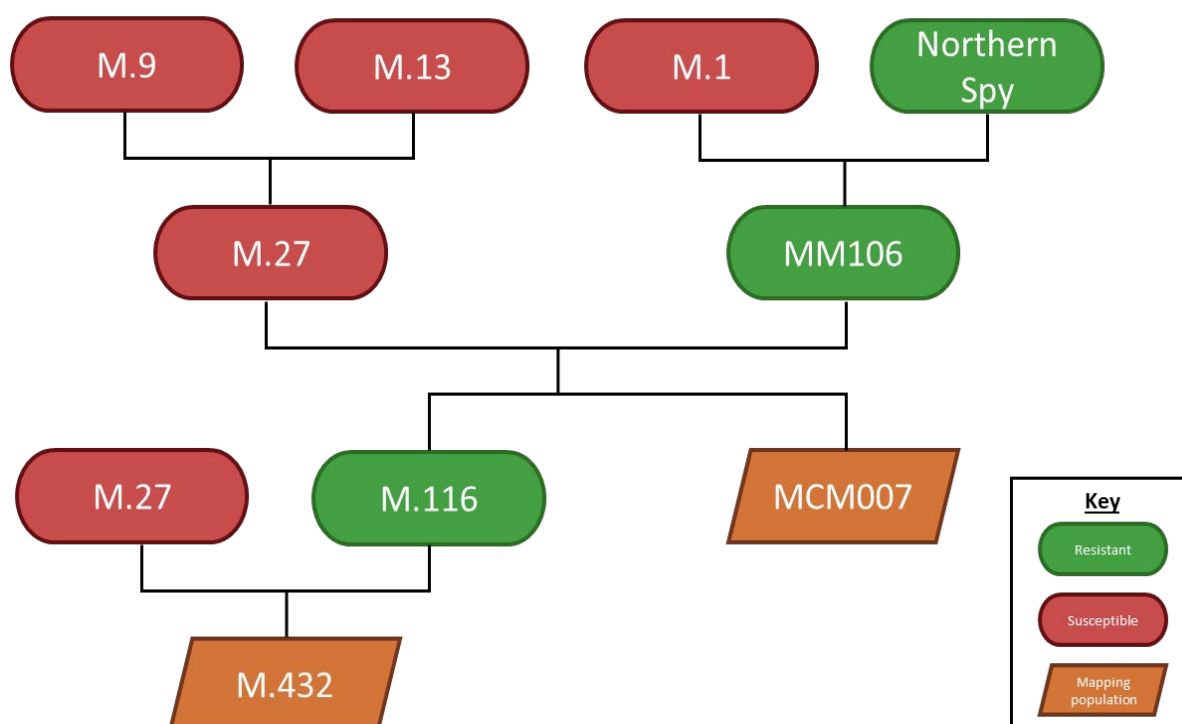 M.9
M.13
M.1
Northern
Spy
M.27
MM106
M.27
M.116
MCM007
M.432
Key
Resistant
Susceptible
Mapping
population